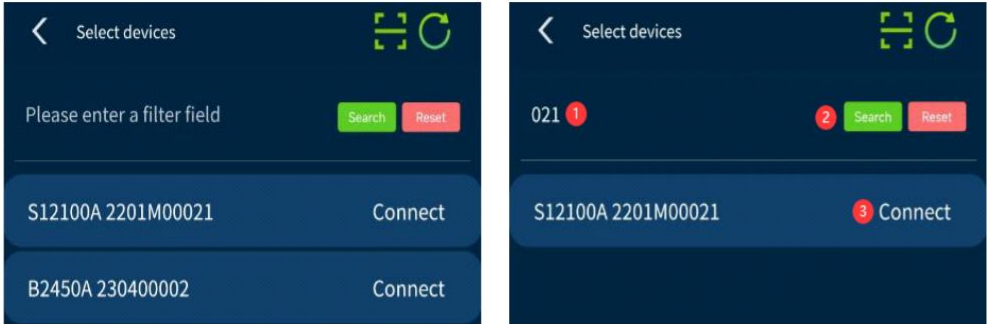 Select devices
Please enter a filter field
Search Reset
S12100A 2201M00021 Connect
B2450A 230400002 Connect
Select devices
021 1
2 Search Reset
S12100A 2201M00021 3 Connect